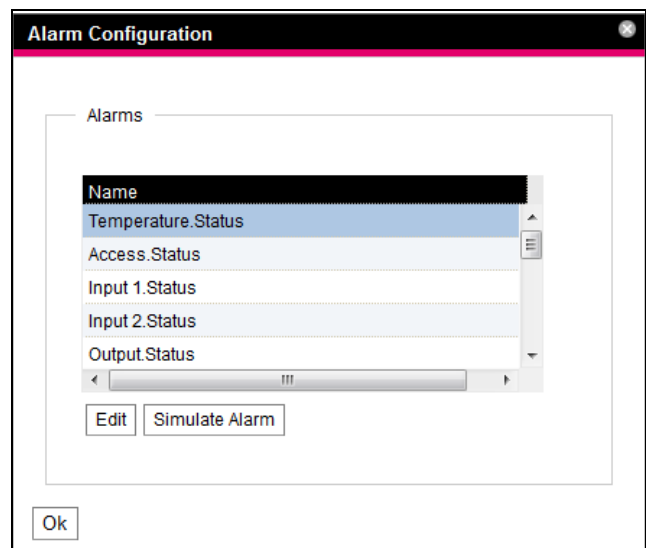 Alarm Configuration
Alarms
Name
Temperature.Status
Access.Status
Input 1.Status
Input 2.Status
Output.Status
Edit Simulate Alarm
Ok